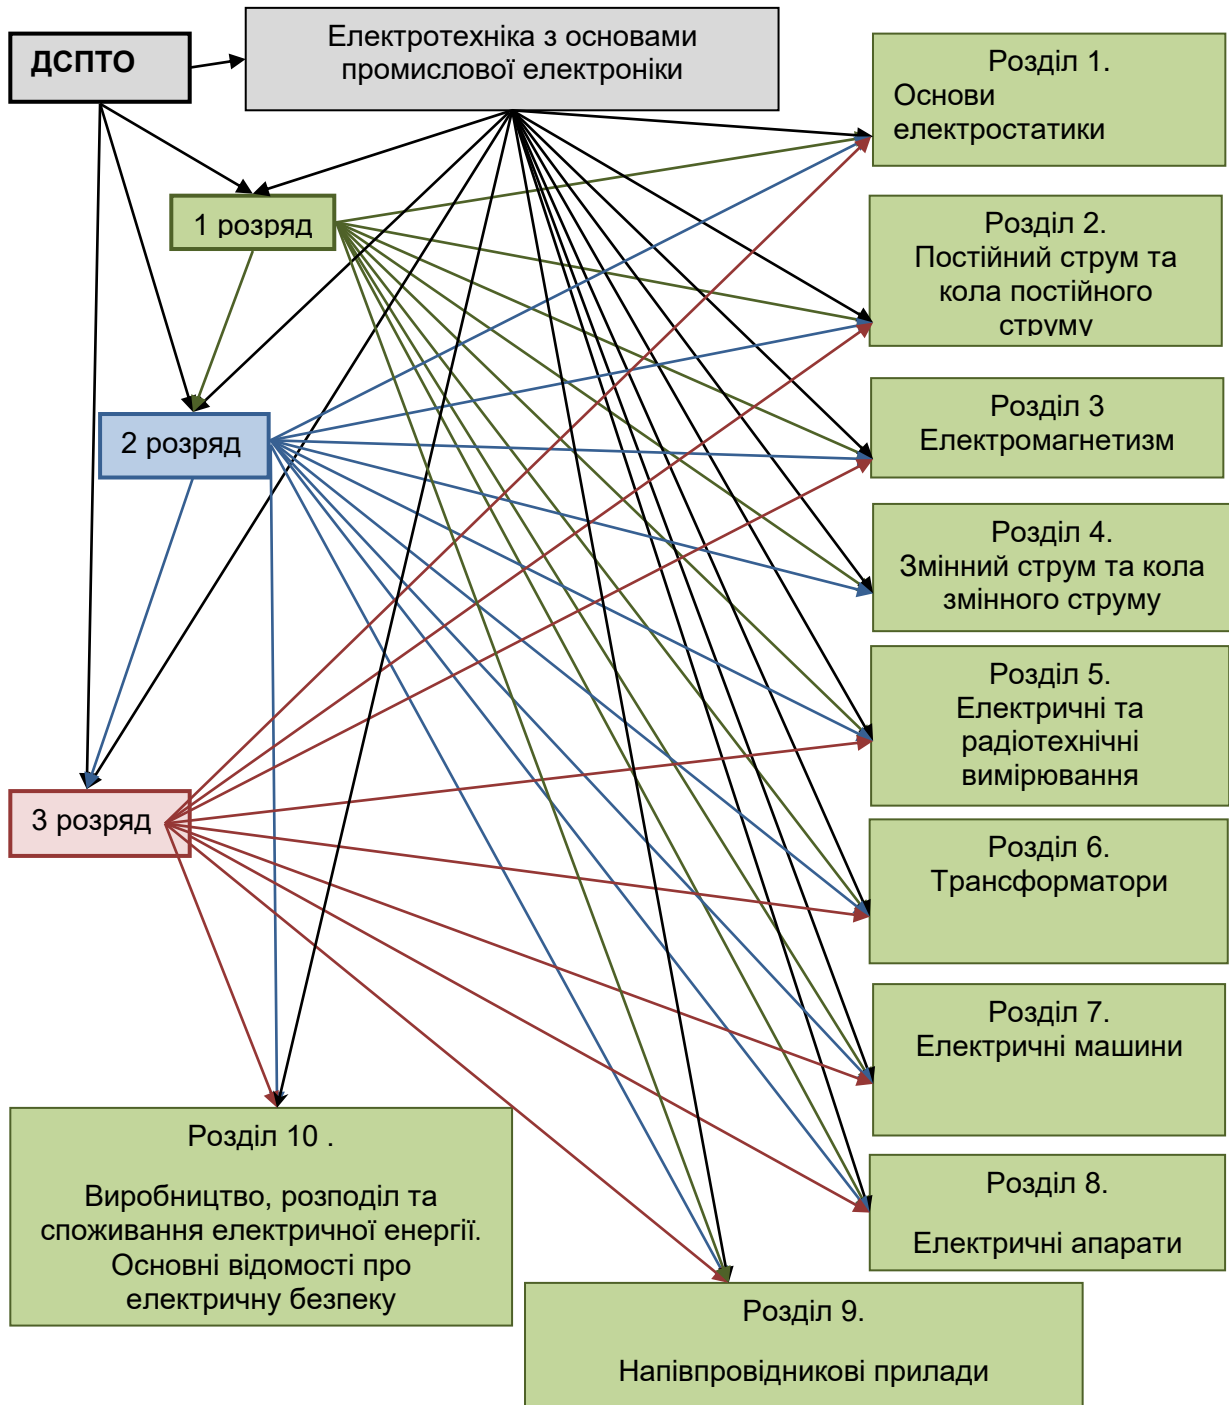 ДСПТО
Електротехніка з основами
промислової електроніки
Розділ 1.
Основи
електростатики
1 розряд
Розділ 2.
Постійний струм та
кола постійного
струму
2 розряд
Розділ 3
Електромагнетизм
Розділ 4.
Змінний струм та кола
змінного струму
Розділ 5.
Електричні та
радіотехнічні
вимірювання
3 розряд
Розділ 6.
Трансформатори
Розділ 7.
Електричні машини
Розділ 8.
Електричні апарати
Розділ 10 .
Виробництво, розподіл та
споживання електричної енергії.
Основні відомості про
електричну безпеку
Розділ 9.
Напівпровідникові прилади